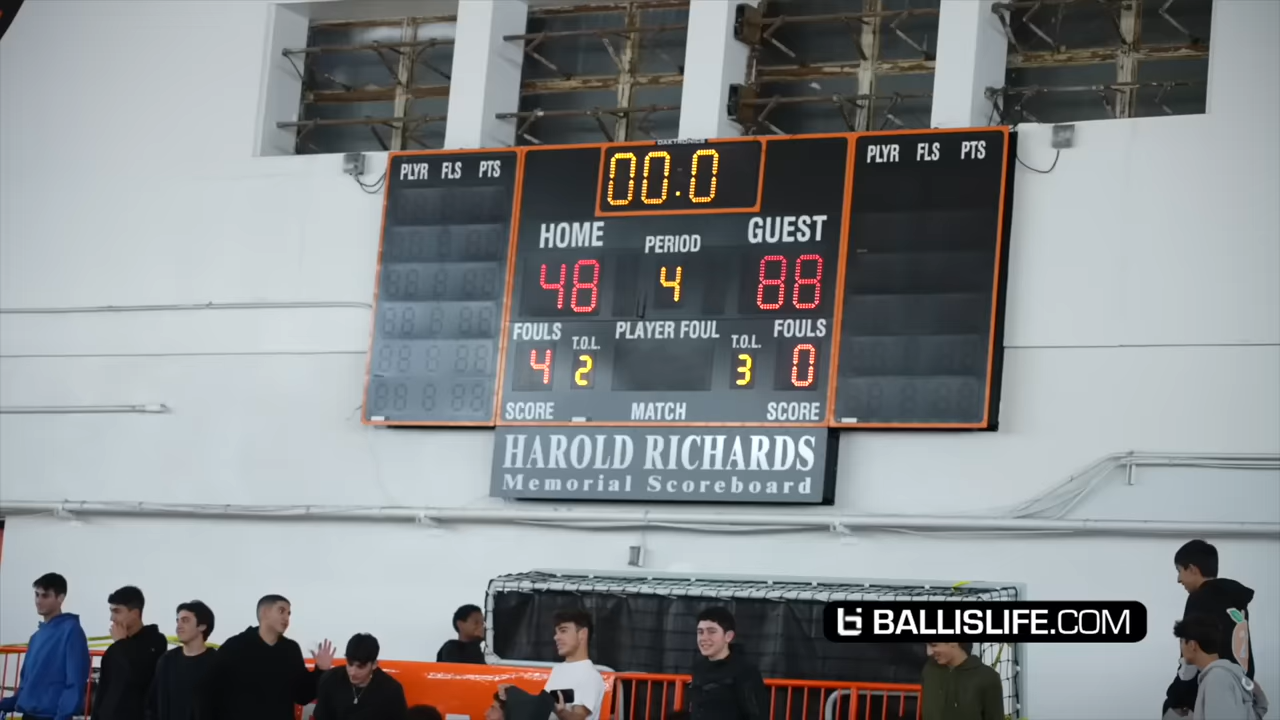 DAKTRONICS
PLYR FLS PTS
00.0
PLYR FLS PTS
HOME PERIOD GUEST
48 4 88
FOULS T.O.L. PLAYER FOUL T.O.L. FOULS
4 2 3 0
SCORE MATCH SCORE
HAROLD RICHARDS
Memorial Scoreboard
BALLISLIFE.COM